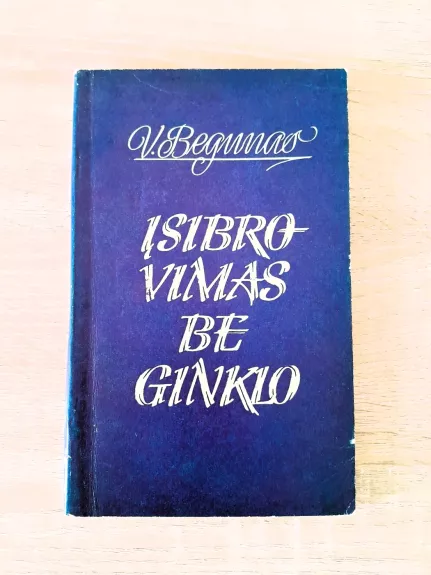 V. Begunas
ĮSIBRO-
VIMAS
BE
GINKLO